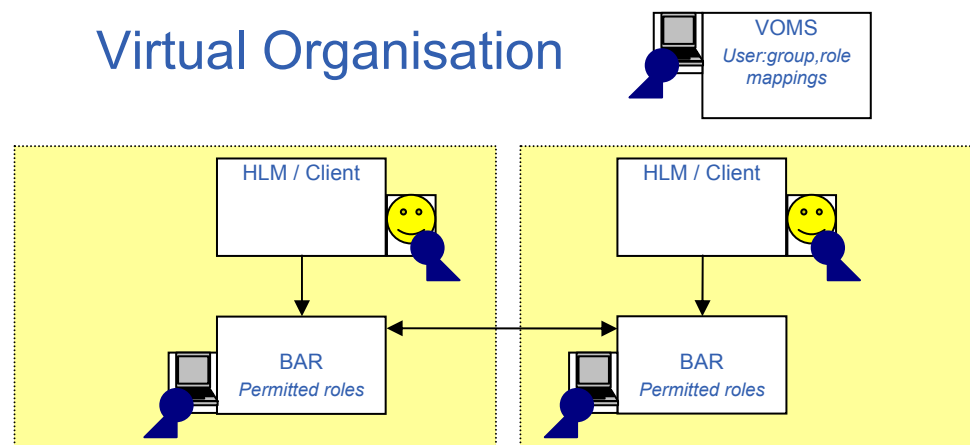 Virtual Organisation
VOMS
User:group,role
mappings
HLM / Client
HLM / Client
BAR
Permitted roles
BAR
Permitted roles